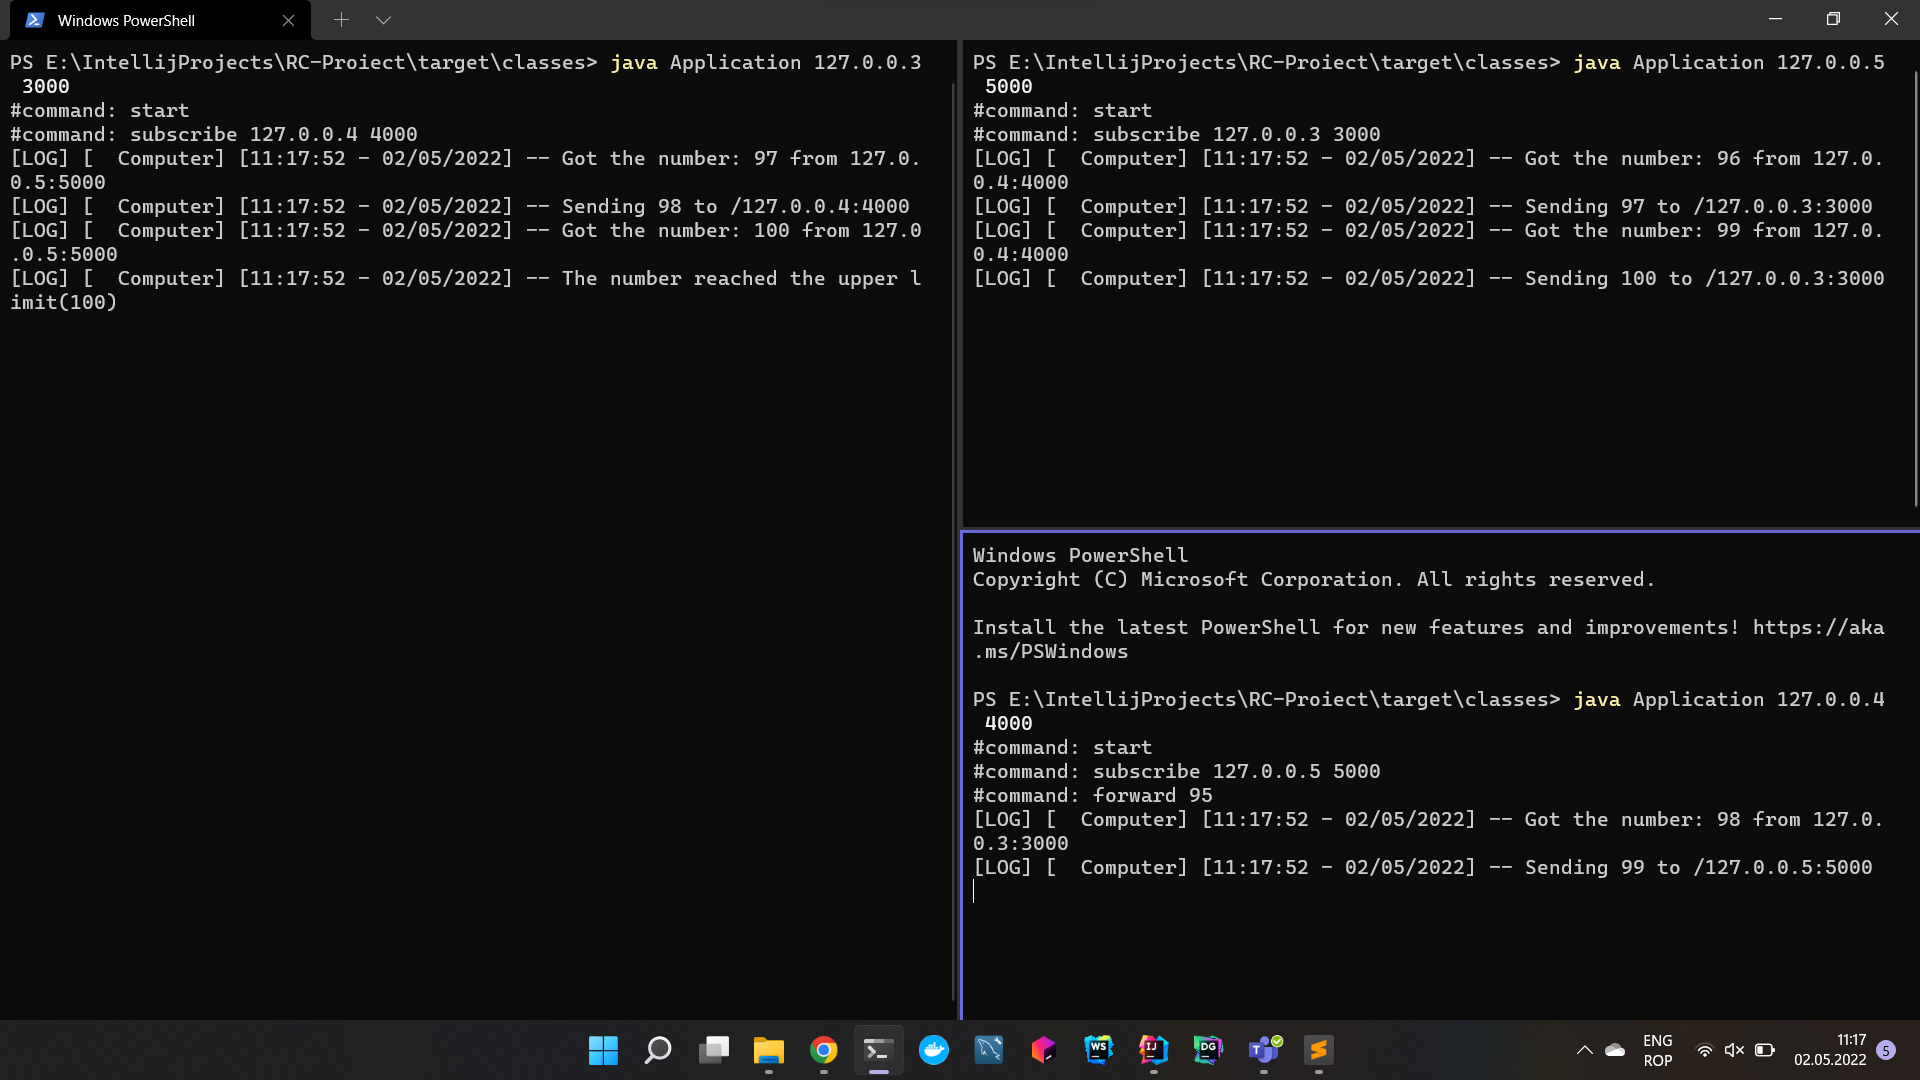 Windows PowerShell
PS E:\IntellijProjects\RC-Proiect\target\classes> java Application 127.0.0.3
 3000
#command: start
#command: subscribe 127.0.0.4 4000
[LOG] [  Computer] [11:17:52 - 02/05/2022] -- Got the number: 97 from 127.0.
0.5:5000
[LOG] [  Computer] [11:17:52 - 02/05/2022] -- Sending 98 to /127.0.0.4:4000
[LOG] [  Computer] [11:17:52 - 02/05/2022] -- Got the number: 100 from 127.0
.0.5:5000
[LOG] [  Computer] [11:17:52 - 02/05/2022] -- The number reached the upper l
imit(100)
PS E:\IntellijProjects\RC-Proiect\target\classes> java Application 127.0.0.5
 5000
#command: start
#command: subscribe 127.0.0.3 3000
[LOG] [  Computer] [11:17:52 - 02/05/2022] -- Got the number: 96 from 127.0.
0.4:4000
[LOG] [  Computer] [11:17:52 - 02/05/2022] -- Sending 97 to /127.0.0.3:3000
[LOG] [  Computer] [11:17:52 - 02/05/2022] -- Got the number: 99 from 127.0.
0.4:4000
[LOG] [  Computer] [11:17:52 - 02/05/2022] -- Sending 100 to /127.0.0.3:3000
Windows PowerShell
Copyright (C) Microsoft Corporation. All rights reserved.
Install the latest PowerShell for new features and improvements! https://aka
.ms/PSWindows
PS E:\IntellijProjects\RC-Proiect\target\classes> java Application 127.0.0.4
 4000
#command: start
#command: subscribe 127.0.0.5 5000
#command: forward 95
[LOG] [  Computer] [11:17:52 - 02/05/2022] -- Got the number: 98 from 127.0.
0.3:3000
[LOG] [  Computer] [11:17:52 - 02/05/2022] -- Sending 99 to /127.0.0.5:5000
WS
IJ
DG
T
ENG
ROP
11:17
02.05.2022
5